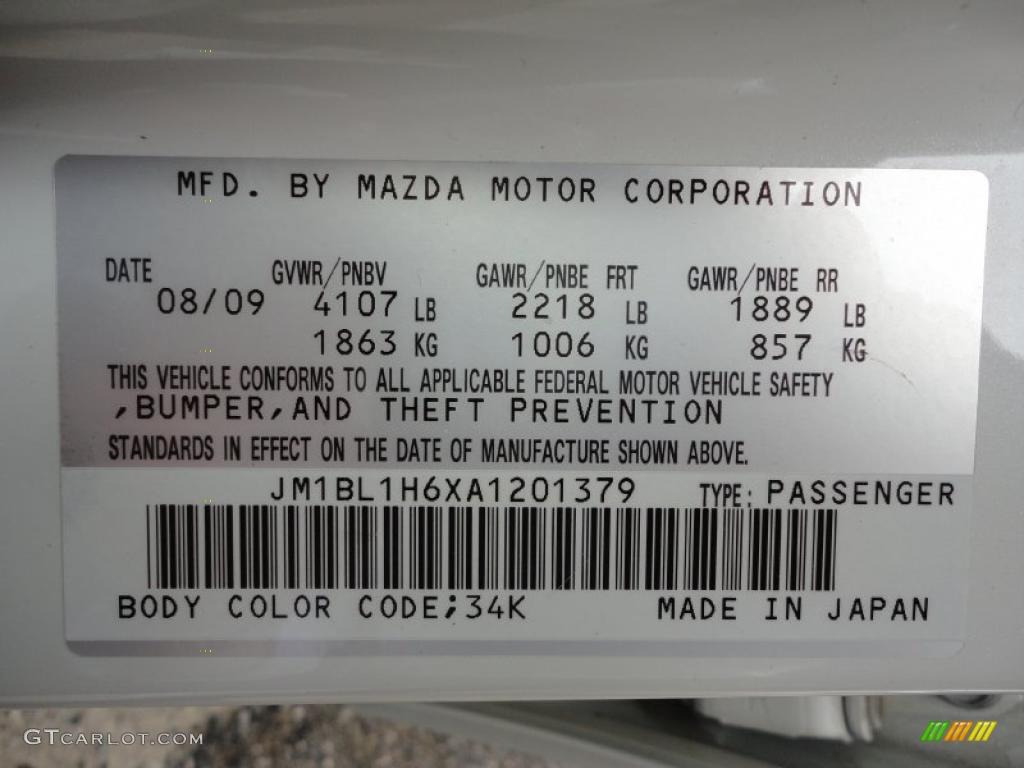 MFD. BY MAZDA MOTOR CORPORATION
DATE GVWR/PNBV GAWR/PNBE FRT GAWR/PNBE RR
08/09 4107 LB 2218 LB 1889 LB
1863 KG 1006 KG 857 KG
THIS VEHICLE CONFORMS TO ALL APPLICABLE FEDERAL MOTOR VEHICLE SAFETY
,BUMPER,AND THEFT PREVENTION
STANDARDS IN EFFECT ON THE DATE OF MANUFACTURE SHOWN ABOVE.
JM1BL1H6XA1201379 TYPE: PASSENGER
BODY COLOR CODE;34K MADE IN JAPAN
GTCARLOT.COM